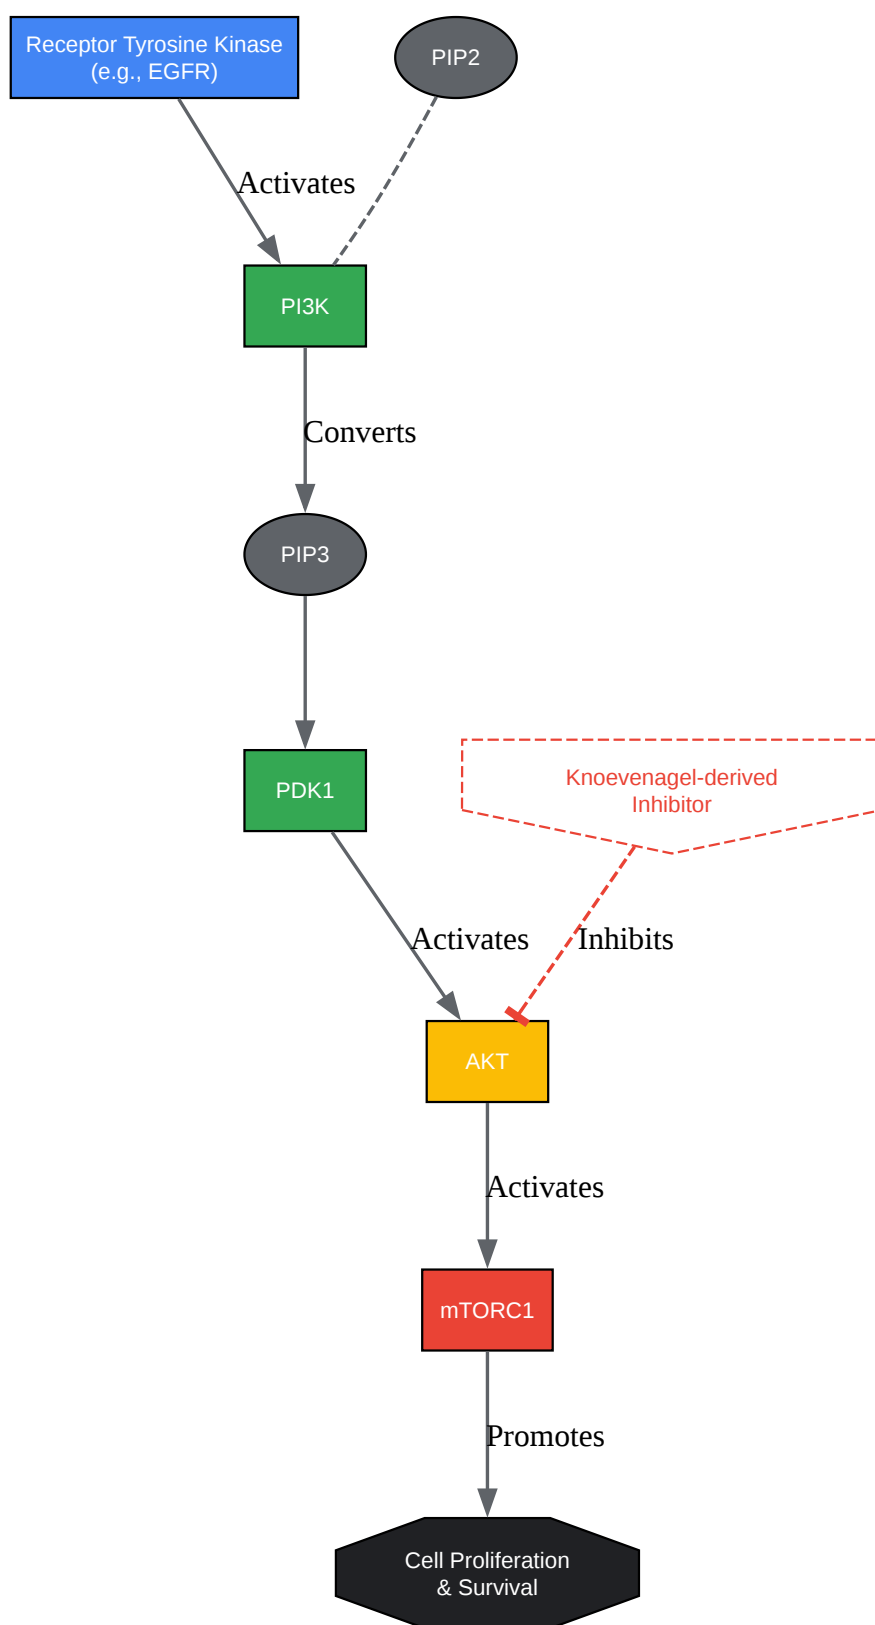 Receptor Tyrosine Kinase
(e.g., EGFR)
PIP2
Activates
PI3K
Converts
PIP3
PDK1
Knoevenagel-derived
Inhibitor
Activates
Inhibits
AKT
Activates
mTORC1
Promotes
Cell Proliferation
& Survival